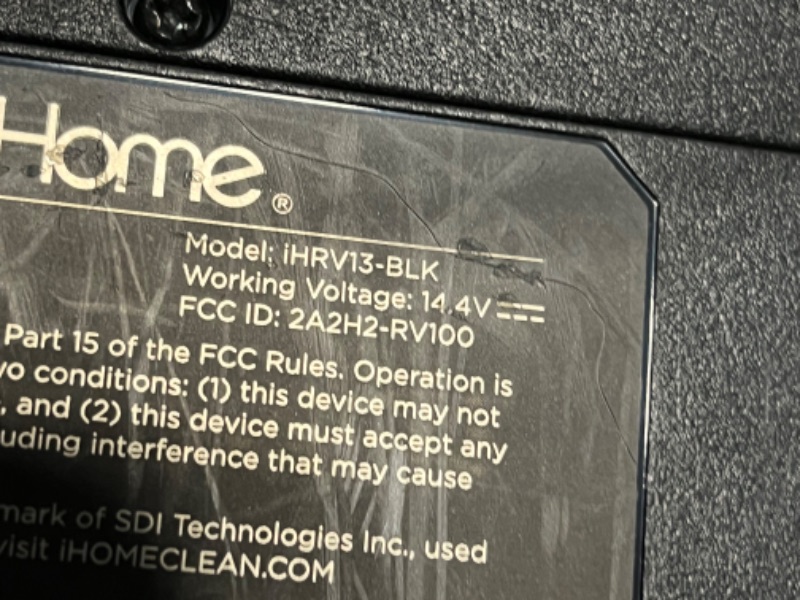 Home®
Model: iHRV13-BLK
Working Voltage: 14.4V
FCC ID: 2A2H2-RV100
Part 15 of the FCC Rules. Operation is
conditions: (1) this device may not
, and (2) this device must accept any
uding interference that may cause
mark of SDI Technologies Inc., used
visit iHOMECLEAN.COM